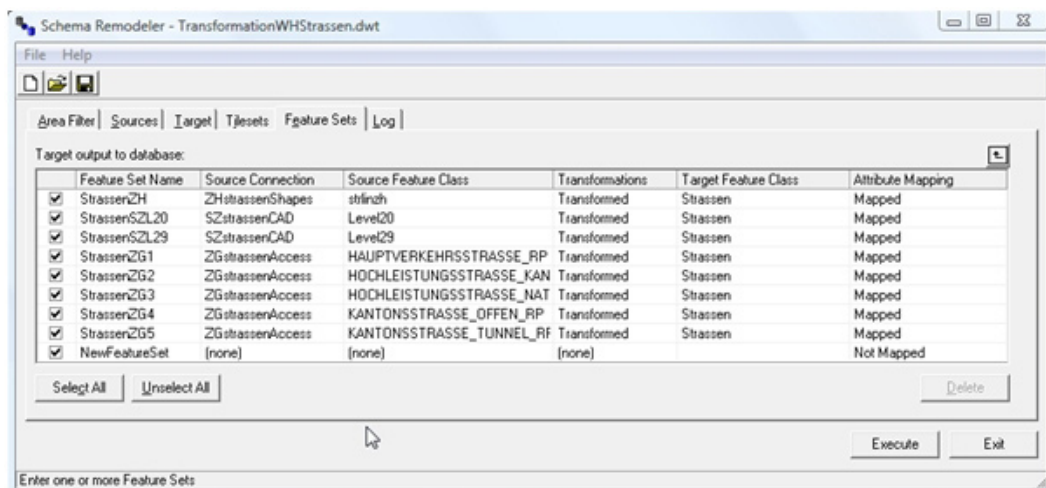 Schema Remodeler - TransformationWHStrassen.dwt
File Help
Area Filter Sources Target Tilesets Feature Sets Log
Target output to database:
Feature Set Name Source Connection Source Feature Class Transformations Target Feature Class Attribute Mapping
StrassenZH ZHstrassenShapes strlinzh Transformed Strassen Mapped
StrassenSZL20 SZstrassenCAD Level20 Transformed Strassen Mapped
StrassenSZL29 SZstrassenCAD Level29 Transformed Strassen Mapped
StrassenZG1 ZGstrassenAccess HAUPTVERKEHRSSTRASSE_RP Transformed Strassen Mapped
StrassenZG2 ZGstrassenAccess HOCHLEISTUNGSSTRASSE_KAN Transformed Strassen Mapped
StrassenZG3 ZGstrassenAccess HOCHLEISTUNGSSTRASSE_NAT Transformed Strassen Mapped
StrassenZG4 ZGstrassenAccess KANTONSSTRASSE_OFFEN_RP Transformed Strassen Mapped
StrassenZG5 ZGstrassenAccess KANTONSSTRASSE_TUNNEL_RF Transformed Strassen Mapped
NewFeatureSet (none) (none) (none) Not Mapped
Select All Unselect All Delete
Execute Exit
Enter one or more Feature Sets